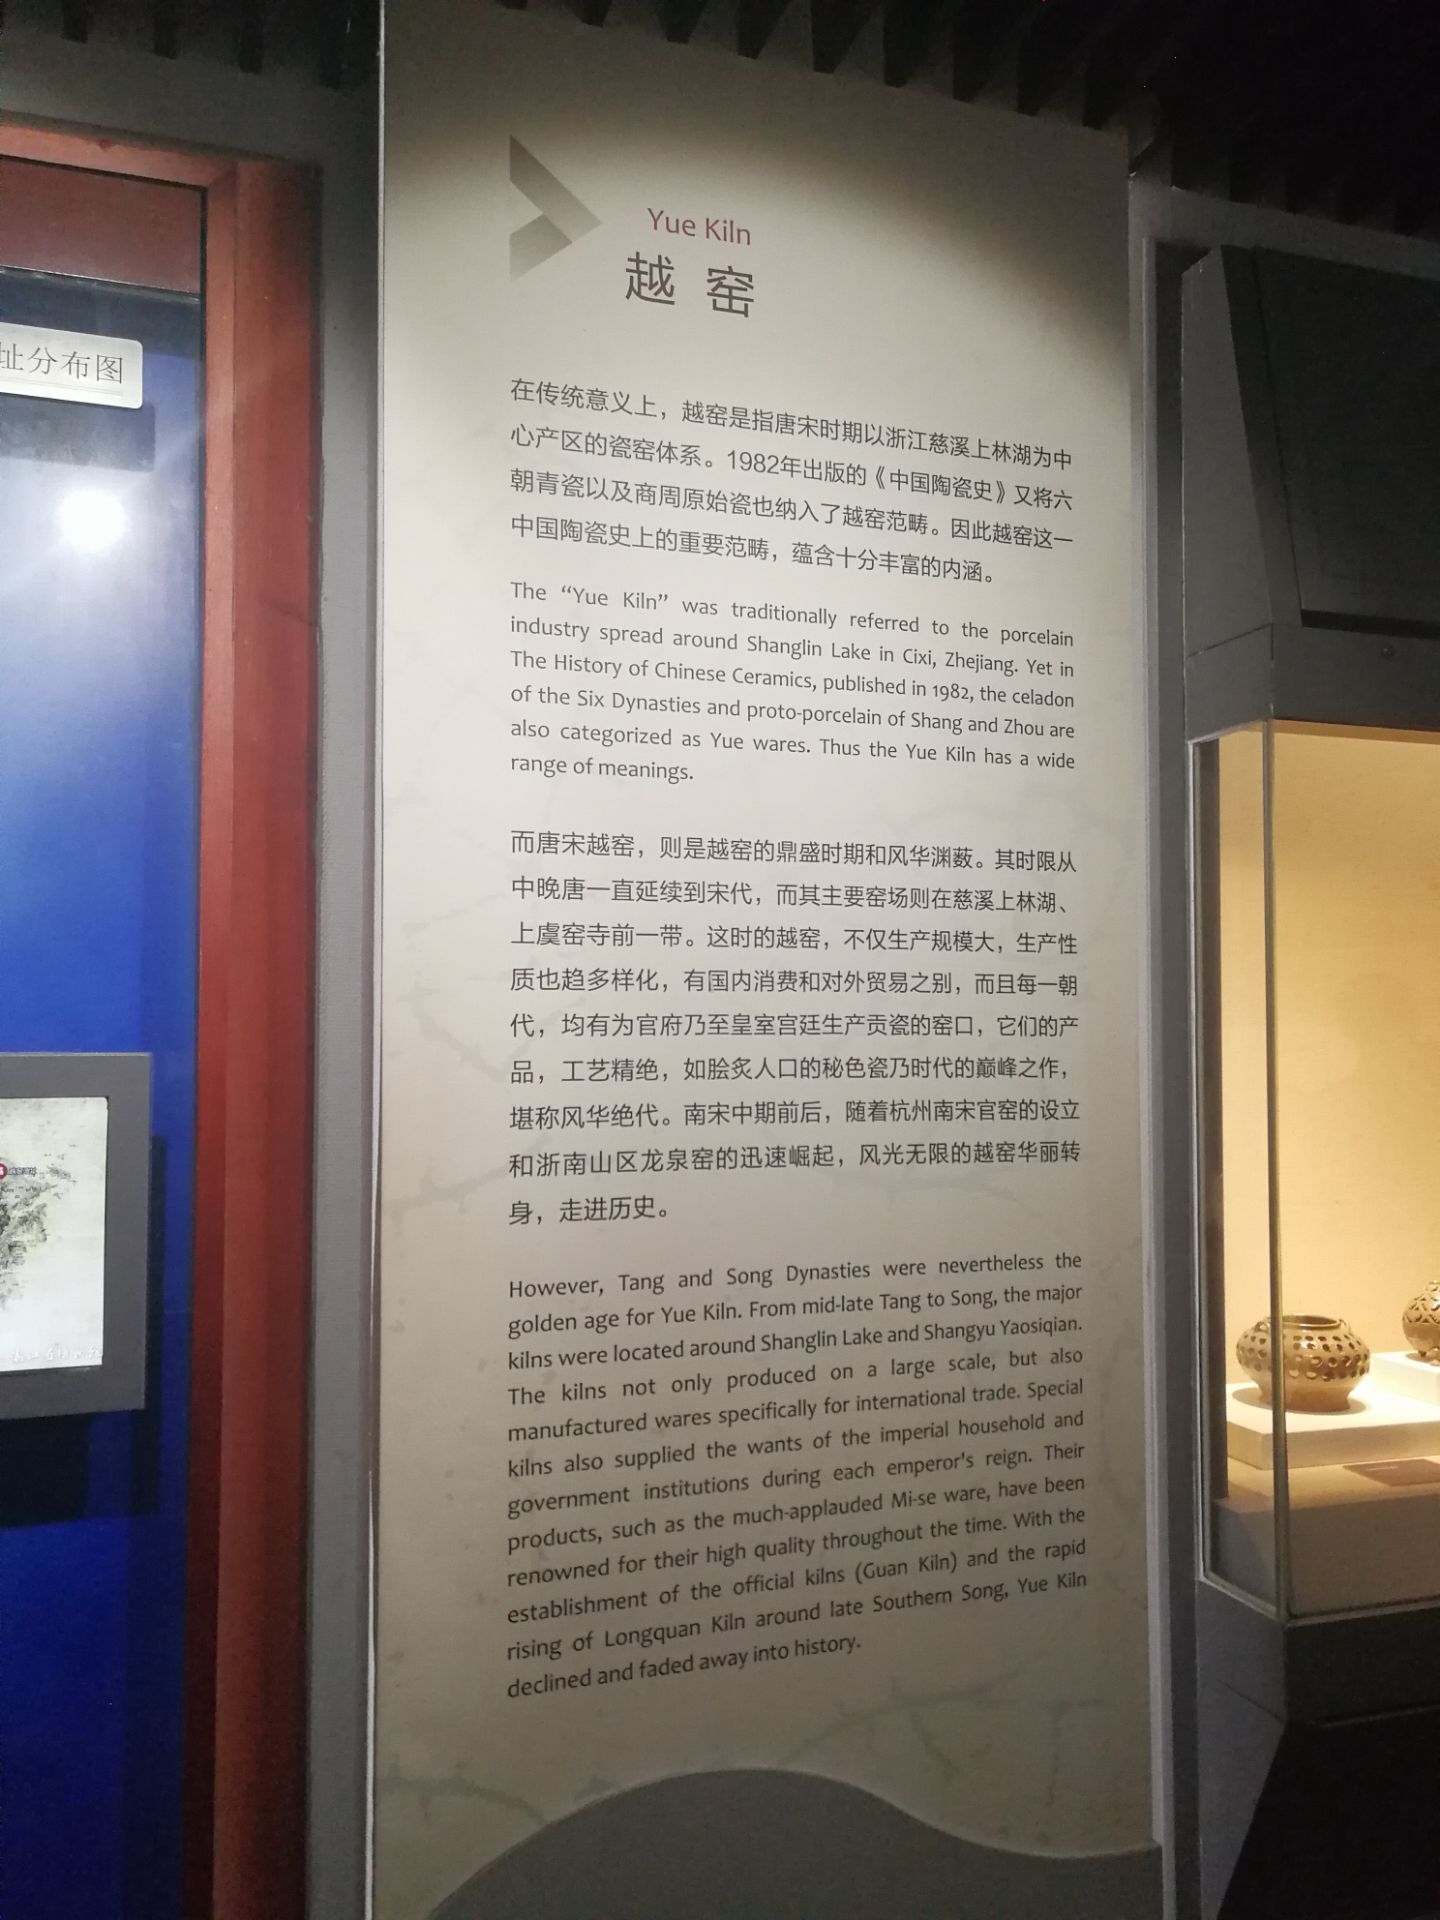 Yue Kiln
越窑
址分布图
在传统意义上，越窑是指唐宋时期以浙江慈溪上林湖为中
心产区的瓷窑体系。1982年出版的《中国陶瓷史》又将六
朝青瓷以及商周原始瓷也纳入了越窑范畴。因此越窑这一
中国陶瓷史上的重要范畴，蕴含十分丰富的内涵。
The “Yue Kiln” was traditionally referred to the porcelain
industry spread around Shanglin Lake in Cixi, Zhejiang. Yet in
The History of Chinese Ceramics, published in 1982, the celadon
of the Six Dynasties and proto-porcelain of Shang and Zhou are
also categorized as Yue wares. Thus the Yue Kiln has a wide
range of meanings.
而唐宋越窑，则是越窑的鼎盛时期和风华渊薮。其时限从
中晚唐一直延续到宋代，而其主要窑场则在慈溪上林湖、
上虞窑寺前一带。这时的越窑，不仅生产规模大，生产性
质也趋多样化，有国内消费和对外贸易之别，而且每一朝
代，均有为官府乃至皇室宫廷生产贡瓷的窑口，它们的产
品，工艺精绝，如脍炙人口的秘色瓷乃时代的巅峰之作，
堪称风华绝代。南宋中期前后，随着杭州南宋官窑的设立
和浙南山区龙泉窑的迅速崛起，风光无限的越窑华丽转
身，走进历史。
However, Tang and Song Dynasties were nevertheless the
golden age for Yue Kiln. From mid-late Tang to Song, the major
kilns were located around Shanglin Lake and Shangyu Yaosiqian.
The kilns not only produced on a large scale, but also
manufactured wares specifically for international trade. Special
kilns also supplied the wants of the imperial household and
government institutions during each emperor's reign. Their
products, such as the much-applauded Mi-se ware, have been
renowned for their high quality throughout the time. With the
establishment of the official kilns (Guan Kiln) and the rapid
rising of Longquan Kiln around late Southern Song, Yue Kiln
declined and faded away into history.